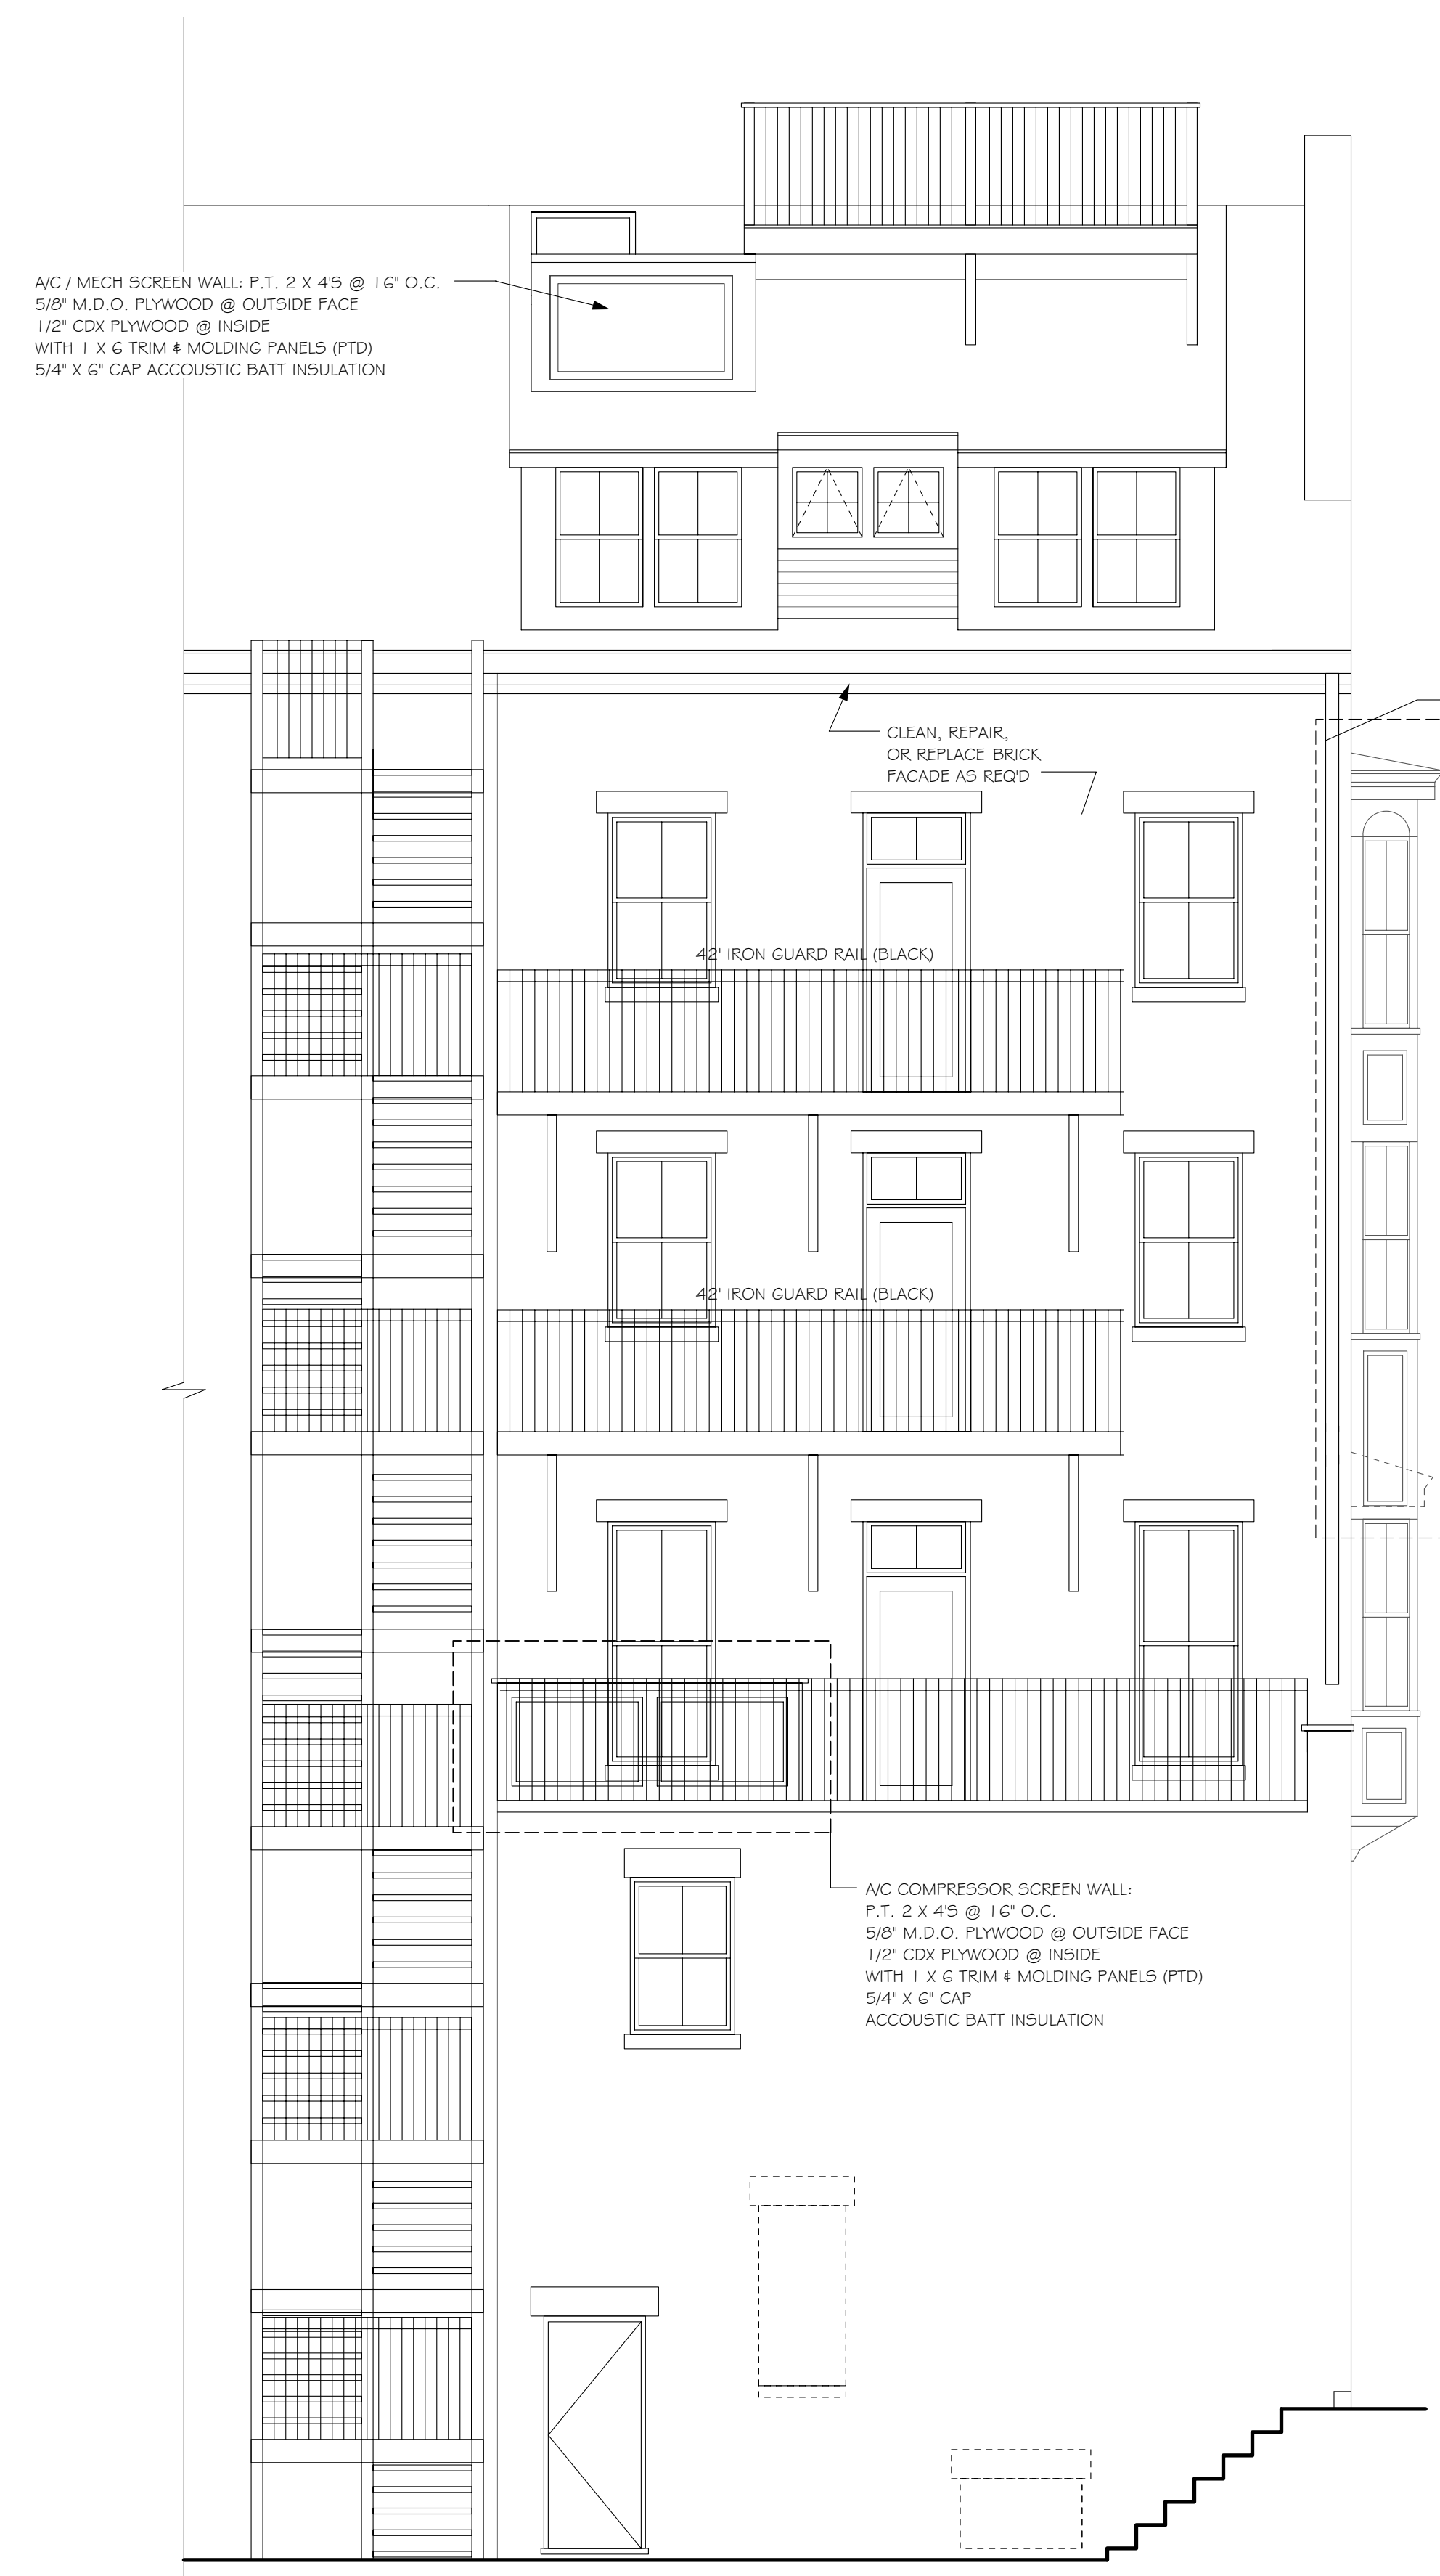 A/C / MECH SCREEN WALL: P.T. 2 X 4'S @ 16" O.C.
5/8" M.D.O. PLYWOOD @ OUTSIDE FACE
1/2" CDX PLYWOOD @ INSIDE
WITH 1 X 6 TRIM & MOLDING PANELS (PTD)
5/4" X 6" CAP ACCOUSTIC BATT INSULATION
CLEAN, REPAIR,
OR REPLACE BRICK
FACADE AS REQ'D
42' IRON GUARD RAIL (BLACK)
42' IRON GUARD RAIL (BLACK)
A/C COMPRESSOR SCREEN WALL:
P.T. 2 X 4'S @ 16" O.C.
5/8" M.D.O. PLYWOOD @ OUTSIDE FACE
1/2" CDX PLYWOOD @ INSIDE
WITH 1 X 6 TRIM & MOLDING PANELS (PTD)
5/4" X 6" CAP
ACCOUSTIC BATT INSULATION